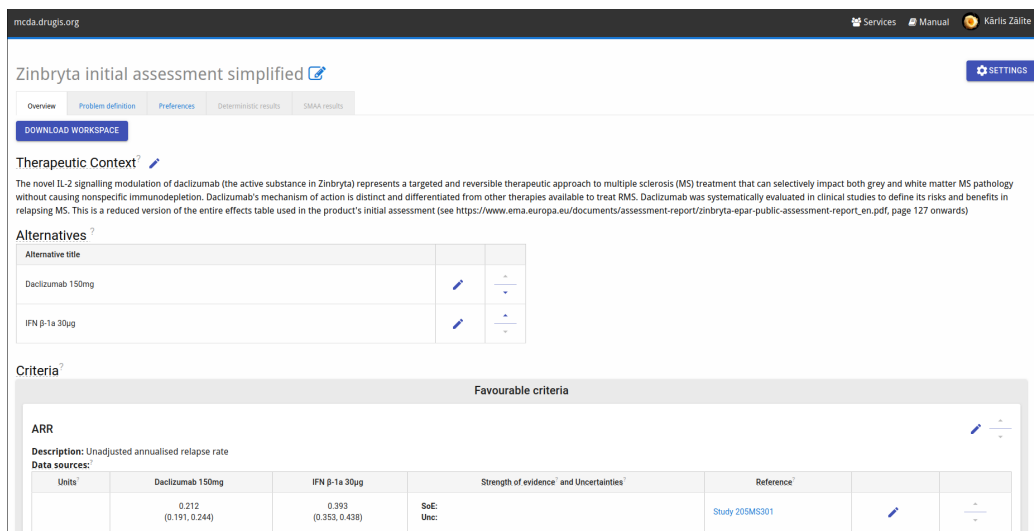 mcda.drugis.org
Services Manual Kārlis Zālīte
Zinbryta initial assessment simplified
SETTINGS
Overview Problem definition Preferences Deterministic results SMAA results
DOWNLOAD WORKSPACE
Therapeutic Context?
The novel IL-2 signalling modulation of daclizumab (the active substance in Zinbryta) represents a targeted and reversible therapeutic approach to multiple sclerosis (MS) treatment that can selectively impact both grey and white matter MS pathology
without causing nonspecific immunodepletion. Daclizumab's mechanism of action is distinct and differentiated from other therapies available to treat RMS. Daclizumab was systematically evaluated in clinical studies to define its risks and benefits in
relapsing MS. This is a reduced version of the entire effects table used in the product's initial assessment (see https://www.ema.europa.eu/documents/assessment-report/zinbryta-epar-public-assessment-report_en.pdf, page 127 onwards)
Alternatives ?
Alternative title
Daclizumab 150mg
IFN β-1a 30μg
Criteria?
Favourable criteria
ARR
Description: Unadjusted annualised relapse rate
Data sources:?
Units? Daclizumab 150mg IFN β-1a 30μg Strength of evidence? and Uncertainties? Reference?
0.212 0.393 SoE:
(0.191, 0.244) (0.353, 0.438) Unc: Study 205MS301